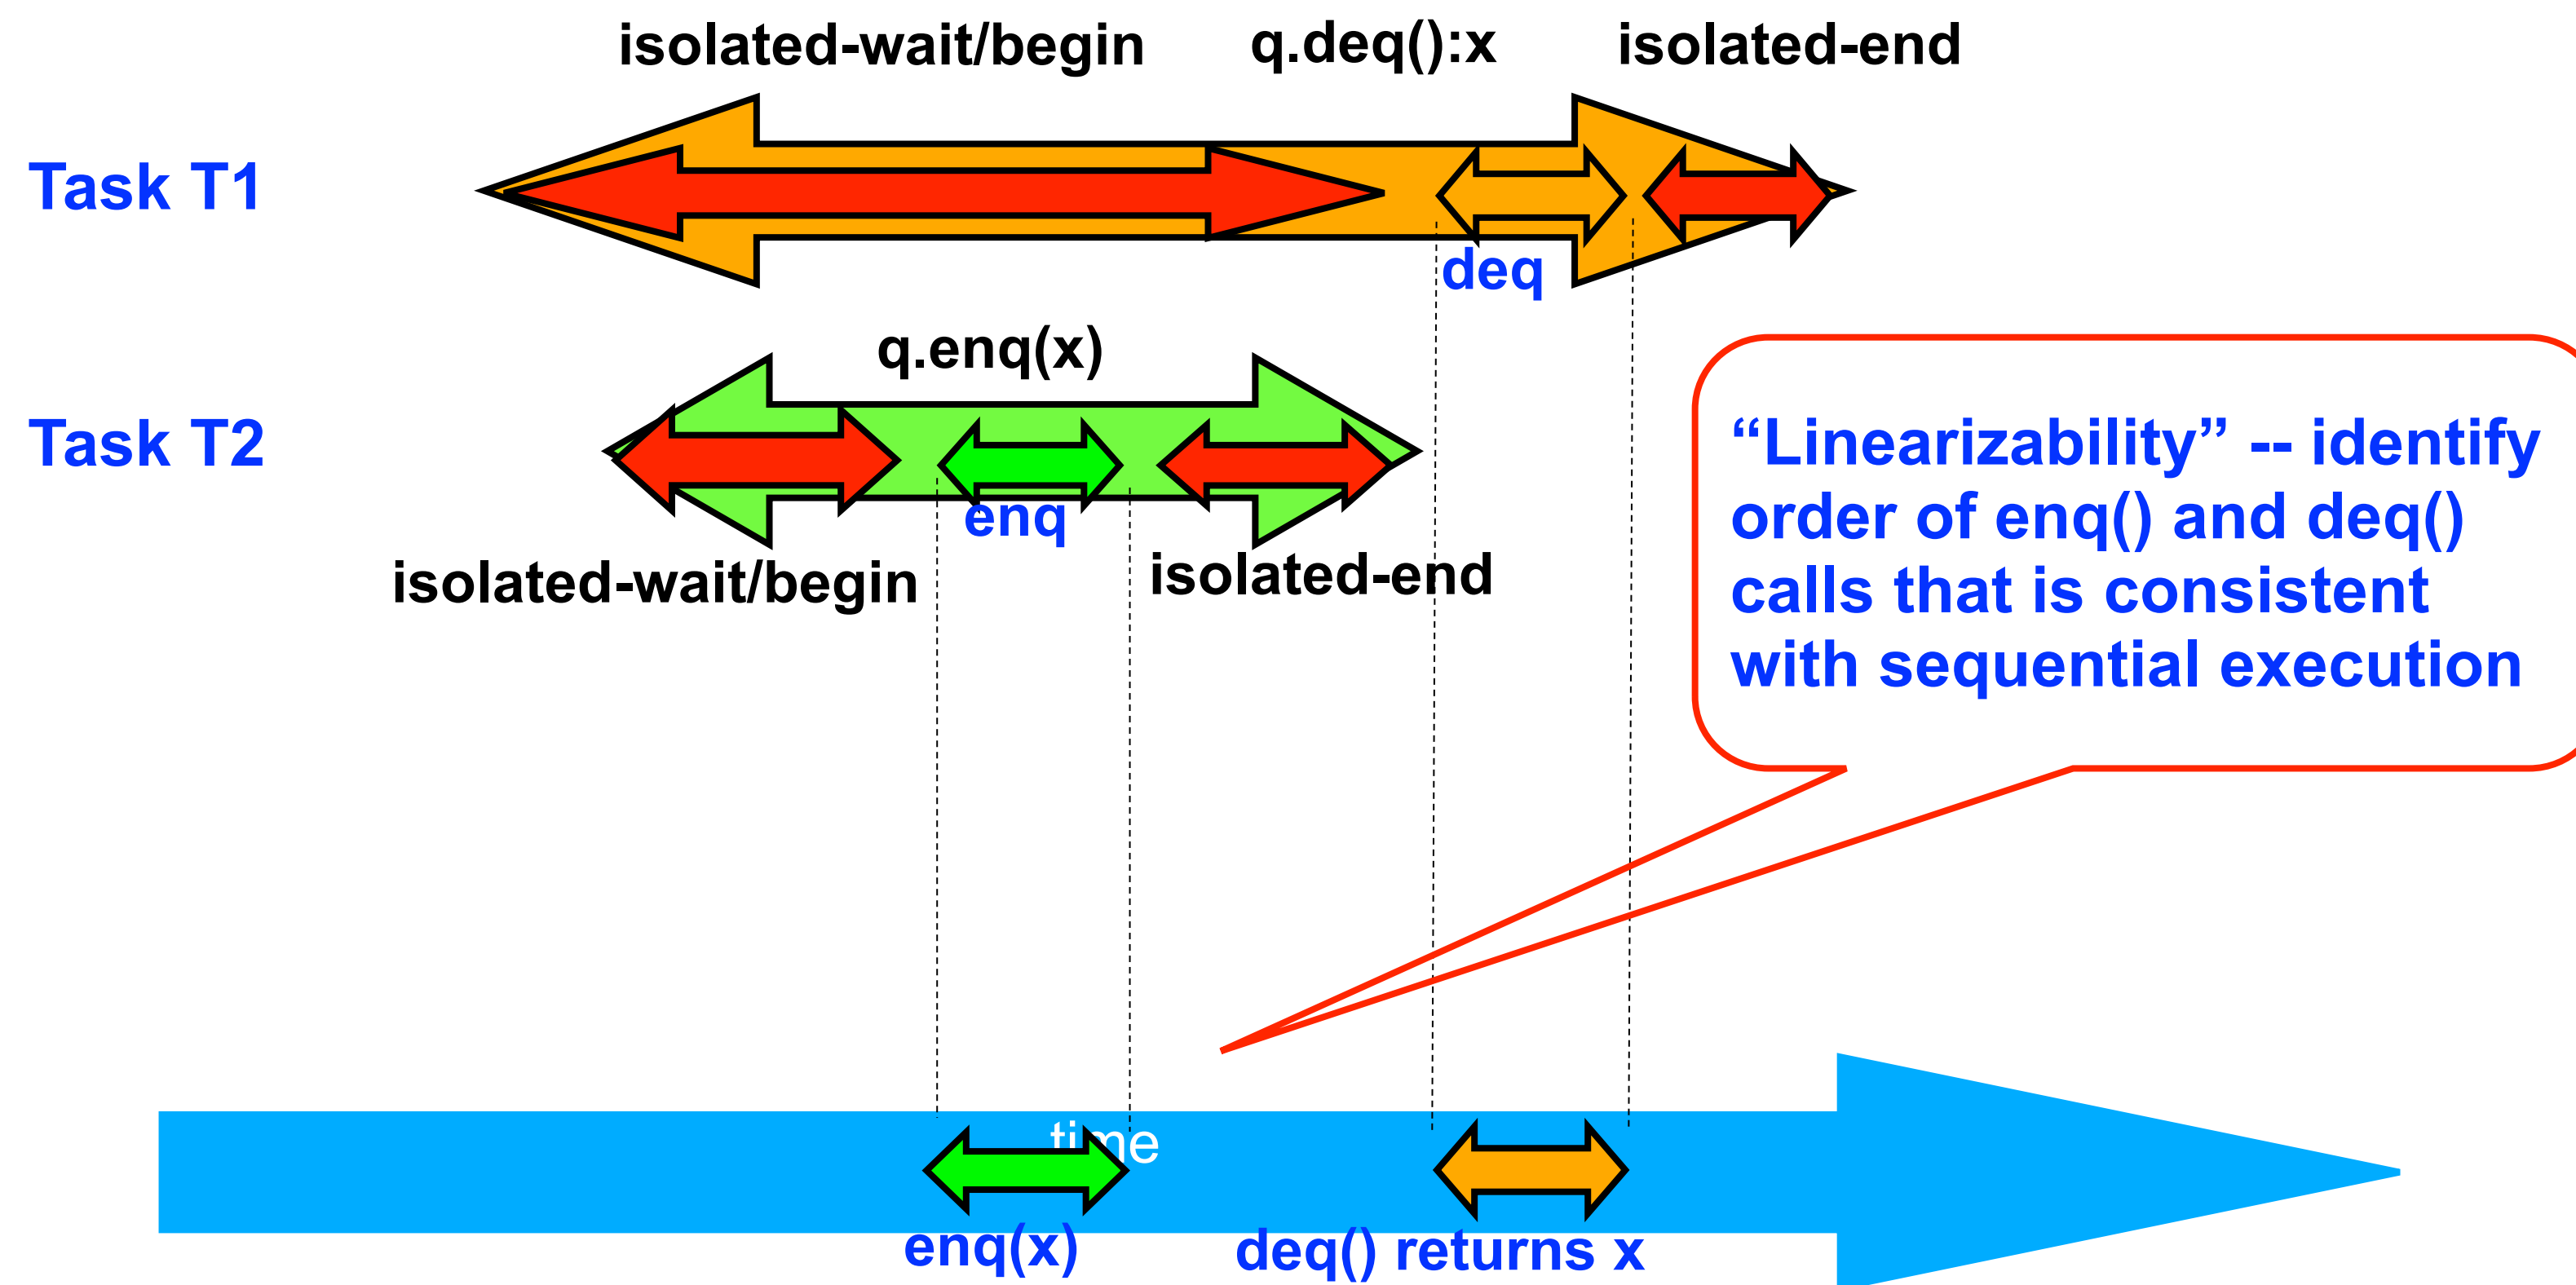 isolated-wait/begin q.deq():x isolated-end
Task T1
deq
q.enq(x)
Task T2
enq
isolated-wait/begin isolated-end
“Linearizability” -- identify
order of enq() and deq()
calls that is consistent
with sequential execution
time
enq(x) deq() returns x